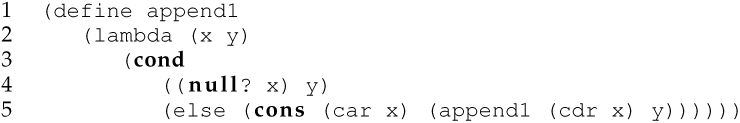 1 (define append1
2 (lambda (x y)
3 (cond
4 ((null? x) y)
5 (else (cons (car x) (append1 (cdr x) y))))))